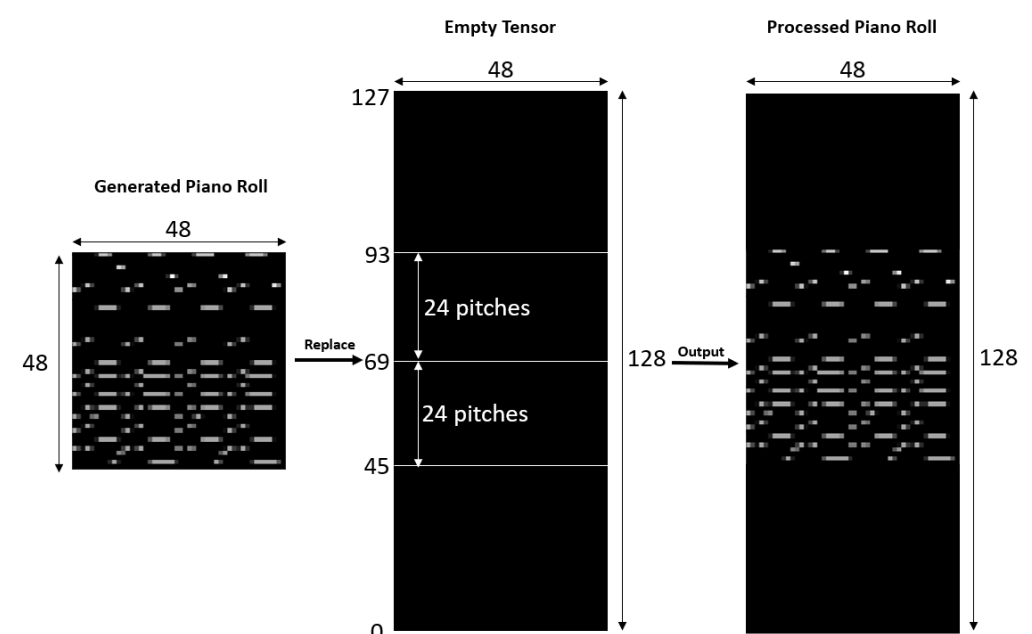 Empty Tensor
Processed Piano Roll
48
48
127
Generated Piano Roll
48
93
24 pitches
Replace
69
128
Output
128
48
24 pitches
45
0